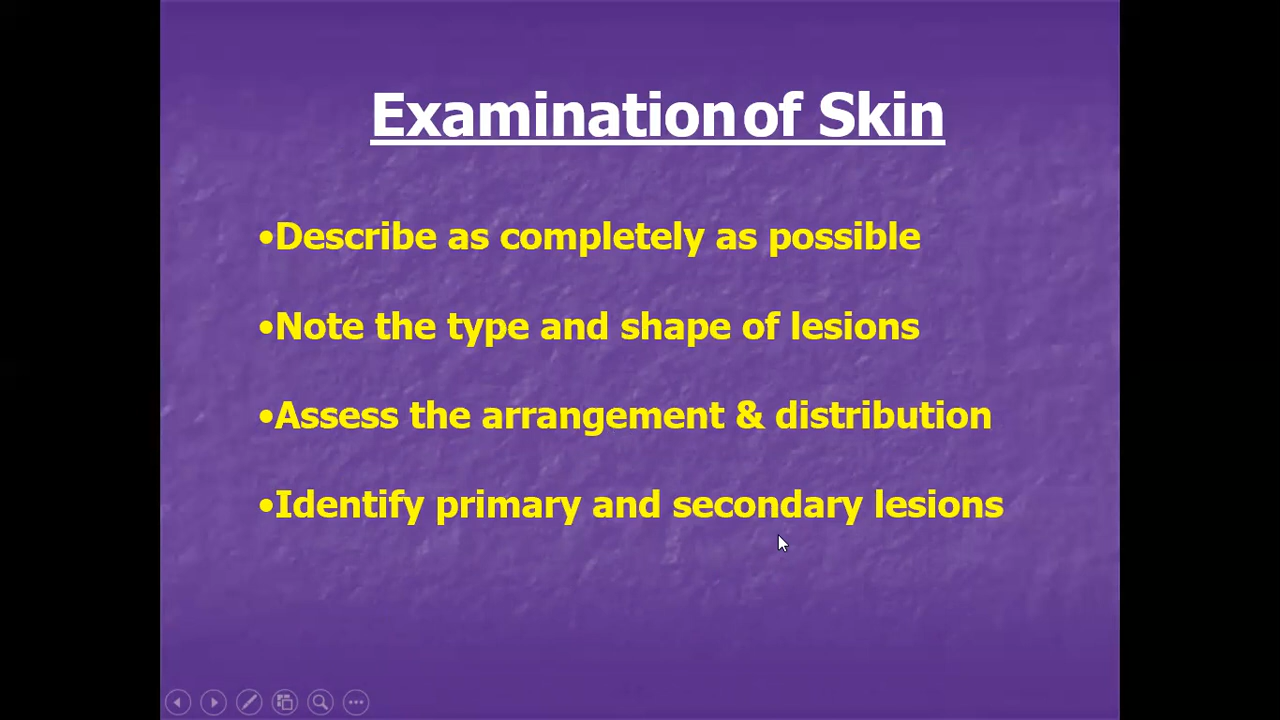 Examination of Skin
•Describe as completely as possible
•Note the type and shape of lesions
•Assess the arrangement & distribution
•Identify primary and secondary lesions